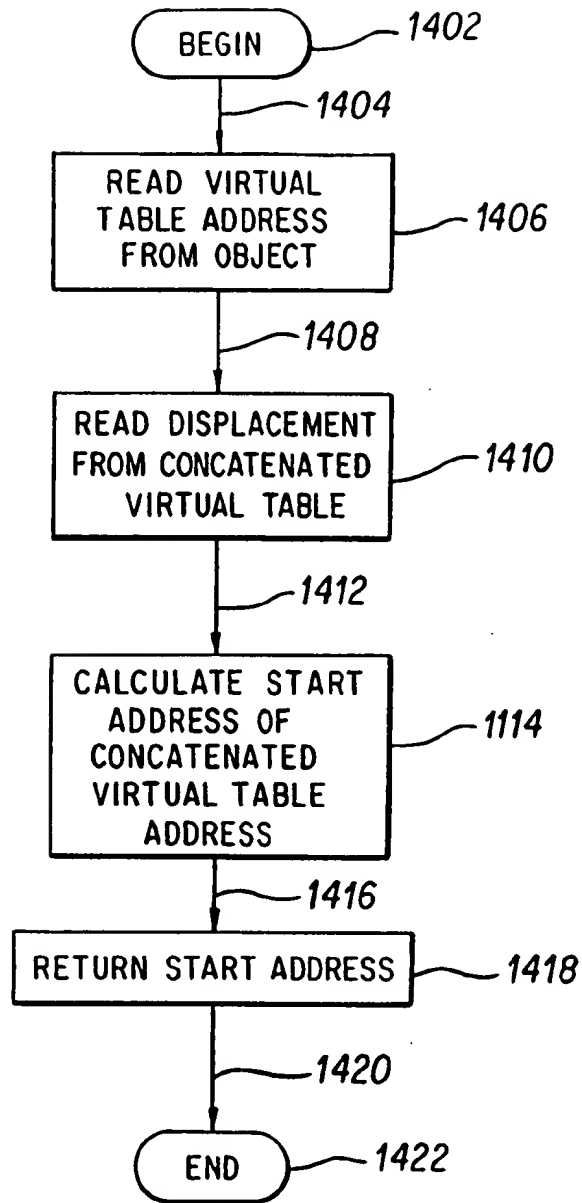 BEGIN
1402
1404
READ VIRTUAL
TABLE ADDRESS
FROM OBJECT
1406
1408
READ DISPLACEMENT
FROM CONCATENATED
VIRTUAL TABLE
1410
1412
CALCULATE START
ADDRESS OF
CONCATENATED
VIRTUAL TABLE
ADDRESS
1114
1416
RETURN START ADDRESS
1418
1420
END
1422